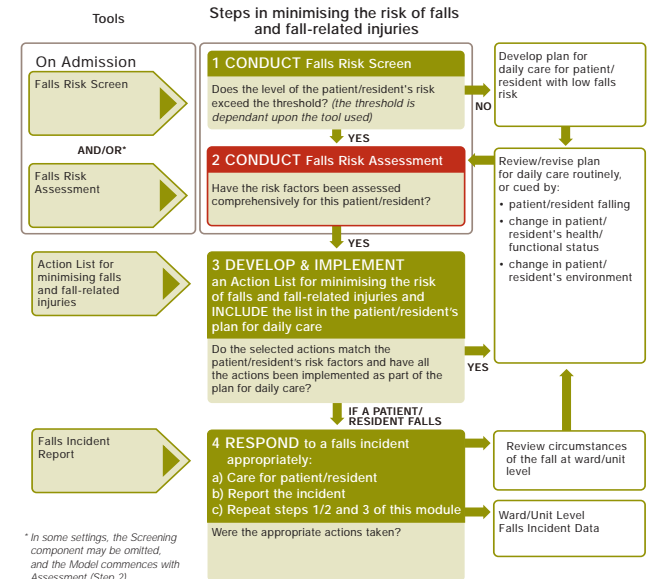 Tools
Steps in minimising the risk of falls
and fall-related injuries
On Admission
Falls Risk Screen
AND/OR*
Falls Risk
Assessment
1 CONDUCT Falls Risk Screen
Does the level of the patient/resident's risk
exceed the threshold? (the threshold is
dependant upon the tool used)
NO
Develop plan for
daily care for patient/
resident with low falls
risk
YES
2 CONDUCT Falls Risk Assessment
Have the risk factors been assessed
comprehensively for this patient/resident?
Review/revise plan
for daily care routinely,
or cued by:
• patient/resident falling
• change in patient/
resident's health/
functional status
• change in patient/
resident's environment
YES
Action List for
minimising falls
and fall-related
injuries
3 DEVELOP & IMPLEMENT
an Action List for minimising the risk
of falls and fall-related injuries and
INCLUDE the list in the patient/resident's
plan for daily care
Do the selected actions match the
patient/resident's risk factors and have all
the actions been implemented as part of the
plan for daily care?
YES
IF A PATIENT/
RESIDENT FALLS
Falls Incident
Report
4 RESPOND to a falls incident
appropriately:
a) Care for patient/resident
b) Report the incident
c) Repeat steps 1/2 and 3 of this module
Were the appropriate actions taken?
Review circumstances
of the fall at ward/unit
level
Ward/Unit Level
Falls Incident Data
* In some settings, the Screening
component may be omitted,
and the Model commences with
Assessment (Step 2)